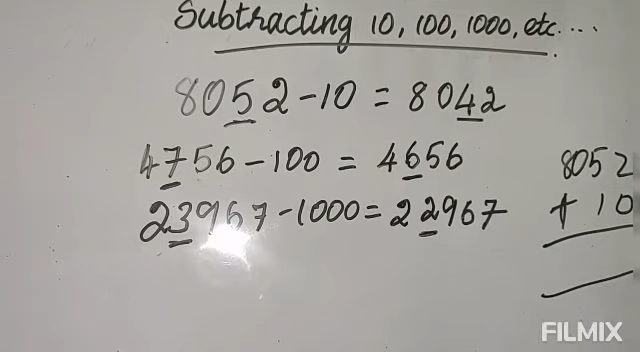 Subtracting 10, 100, 1000, etc....
8052 - 10 = 8042
4756 - 100 = 4656
23967 - 1000 = 22967
8052
+ 10
FILMIX